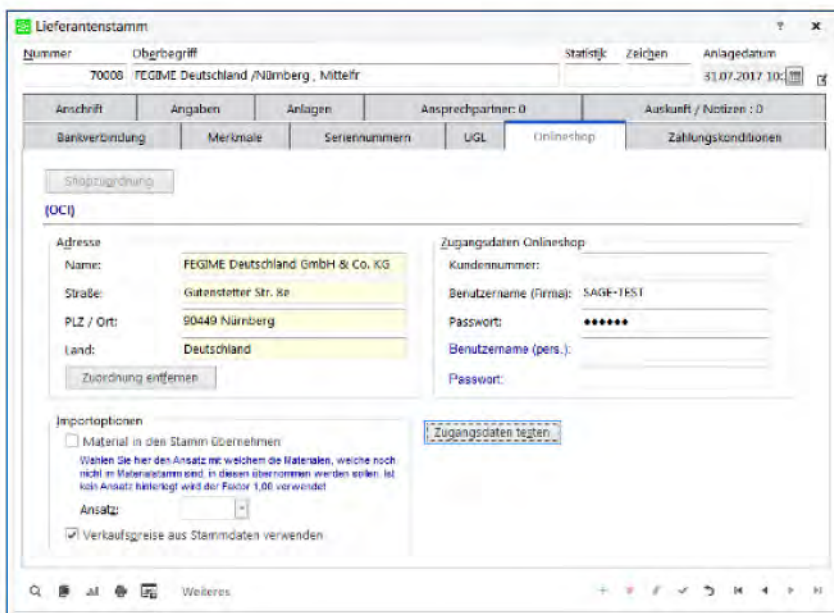 Lieferantenstamm
Nummer Oberbegriff Statistik Zeichen Anlagedatum
70008 FEGIME Deutschland /Nürnberg , Mittelfr 31.07.2017 10:
Anschrift Angaben Anlagen Ansprechpartner: 0 Auskunft / Notizen : 0
Bankverbindung Merkmale Seriennummern UGL Onlineshop Zahlungskonditionen
Shopzuordnung
(OCI)
Adresse
Name: FEGIME Deutschland GmbH & Co. KG
Straße: Gutenstetter Str. 8e
PLZ / Ort: 90449 Nürnberg
Land: Deutschland
Zuordnung entfernen
Zugangsdaten Onlineshop
Kundennummer:
Benutzername (Firma): SAGE-TEST
Passwort: ●●●●●●
Benutzername (pers.):
Passwort:
Importoptionen
Material in den Stamm übernehmen
Wählen Sie hier den Ansatz mit welchem die Materialen, welche noch
nicht im Materialstamm sind, in diesen übernommen werden sollen. Ist
kein Ansatz hinterlegt wird der Faktor 1,00 verwendet
Ansatz:
Verkaufspreise aus Stammdaten verwenden
Zugangsdaten testen
Weiteres